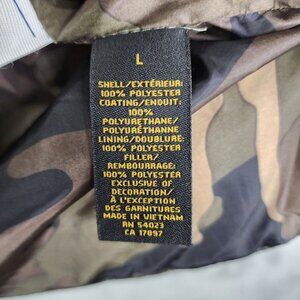 L
SHELL/EXTÉRIEUR:
100% POLYESTER
COATING/ENDUIT:
100%
POLYURETHANE/
POLYURÉTHANNE
LINING/DOUBLURE:
100% POLYESTER
FILLER/
REMBOURRAGE:
100% POLYESTER
EXCLUSIVE OF
DECORATION/
À L'EXCEPTION
DES GARNITURES
MADE IN VIETNAM
RN 54023
CA 17897